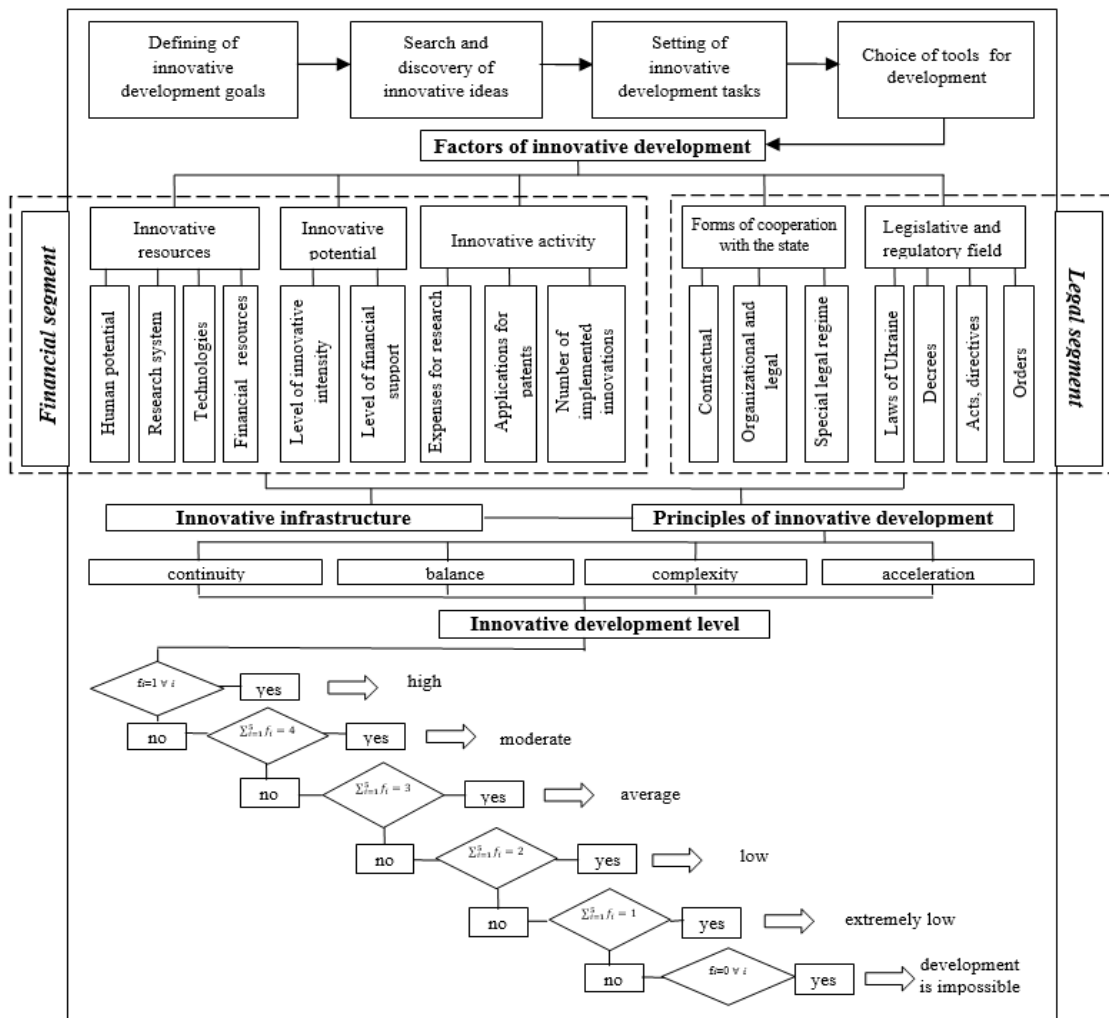 Defining of
innovative
development goals
Search and
discovery of
innovative ideas
Setting of
innovative
development tasks
Choice of tools for
development
Factors of innovative development
Financial segment
Innovative
resources
Innovative
potential
Innovative activity
Forms of cooperation
with the state
Legislative and
regulatory field
Legal segment
Human potential
Research system
Technologies
Financial resources
Level of innovative
intensity
Level of financial
support
Expenses for research
Applications for
patents
Number of
implemented
innovations
Contractual
Organizational and
legal
Special legal regime
Laws of Ukraine
Decrees
Acts, directives
Orders
Innovative infrastructure
Principles of innovative development
continuity
balance
complexity
acceleration
Innovative development level
fi=1 ∀ i
yes
high
no
∑⁵ᵢ₌₁ fᵢ = 4
yes
moderate
no
∑⁵ᵢ₌₁ fᵢ = 3
yes
average
no
∑⁵ᵢ₌₁ fᵢ = 2
yes
low
no
∑⁵ᵢ₌₁ fᵢ = 1
yes
extremely low
no
fi=0 ∀ i
yes
development
is impossible